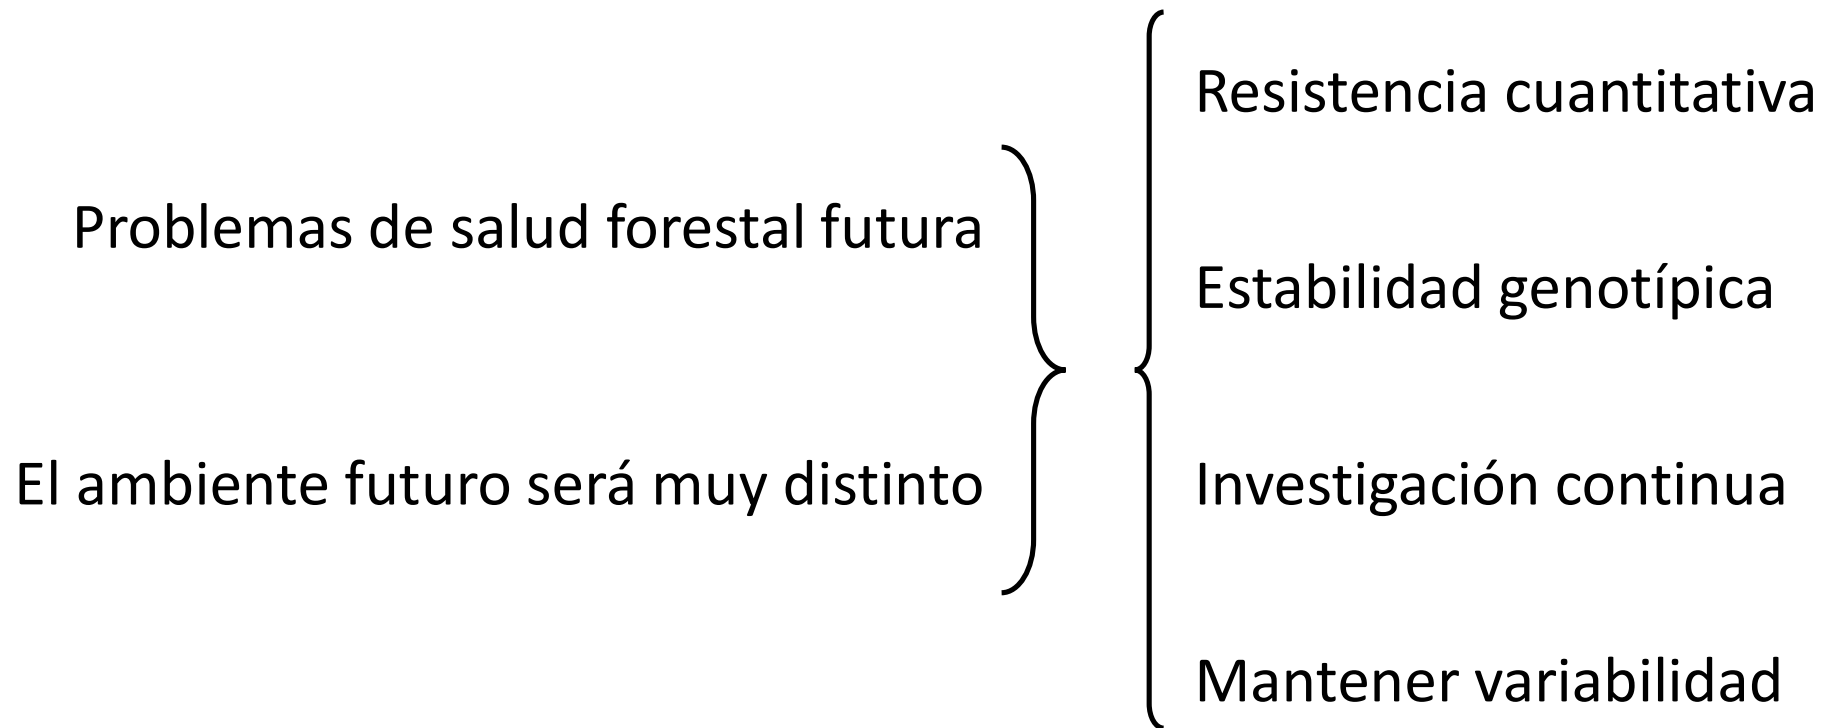 Problemas de salud forestal futura
El ambiente futuro será muy distinto
Resistencia cuantitativa
Estabilidad genotípica
Investigación continua
Mantener variabilidad